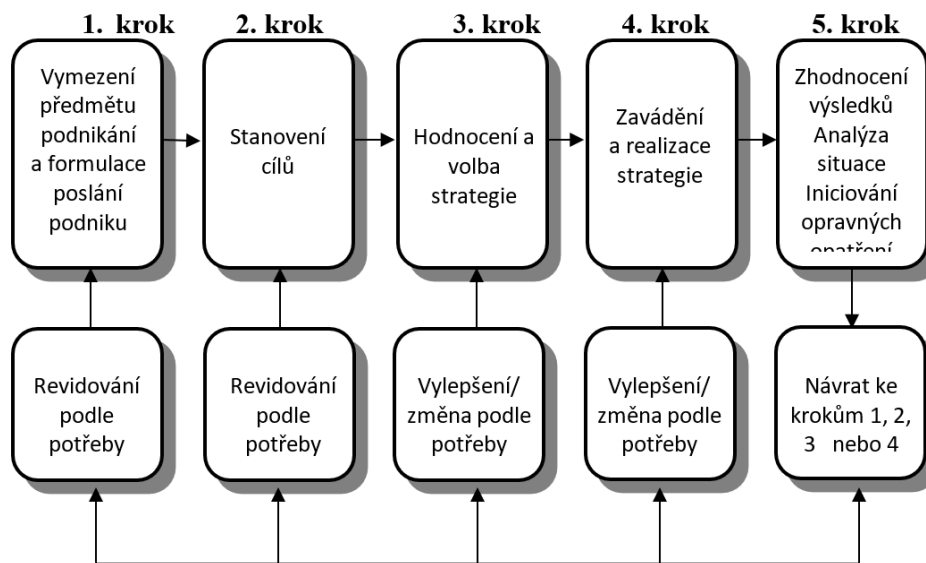 1. krok
2. krok
3. krok
4. krok
5. krok
Vymezení
předmětu
podnikání
a formulace
poslání
podniku
Stanovení
cílů
Hodnocení a
volba
strategie
Zavádění
a realizace
strategie
Zhodnocení
výsledků
Analýza
situace
Iniciování
opravných
opatření
Revidování
podle
potřeby
Revidování
podle
potřeby
Vylepšení/
změna podle
potřeby
Vylepšení/
změna podle
potřeby
Návrat ke
krokům 1, 2,
3 nebo 4